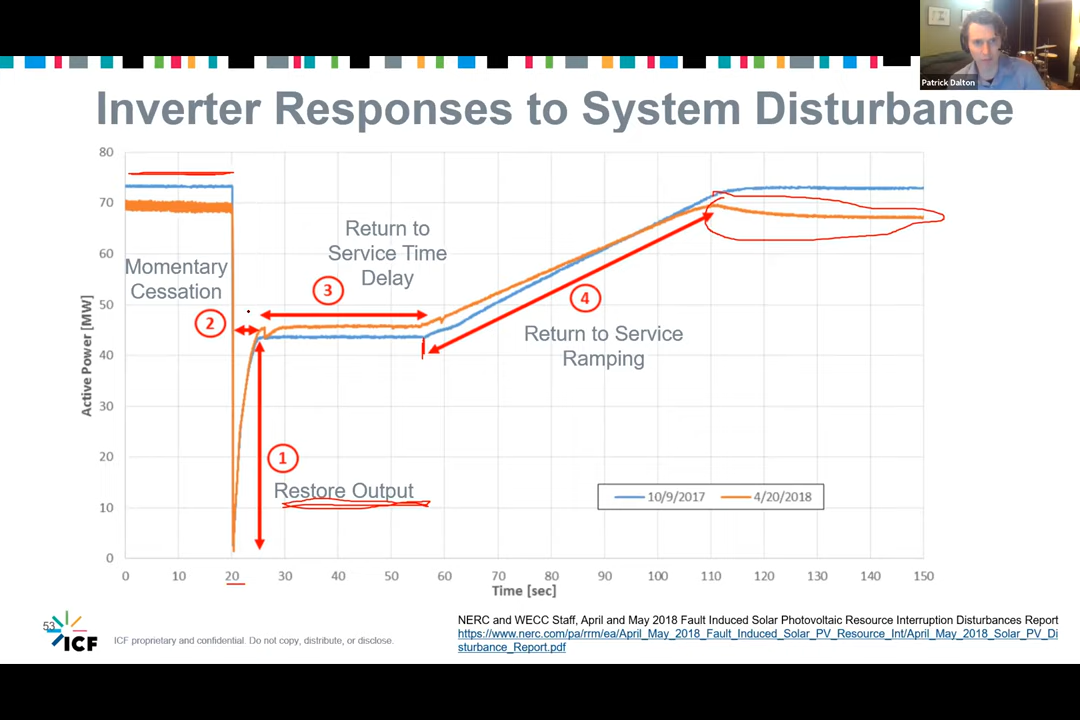 Patrick Dalton
Inverter Responses to System Disturbance
80
70
60
50
40
30
20
10
0
Active Power [MW]
Momentary
Cessation
2
3
Return to
Service Time
Delay
4
Return to Service
Ramping
1
Restore Output
10/9/2017
4/20/2018
0 10 20 30 40 50 60 70 80 90 100 110 120 130 140 150
Time [sec]
53
ICF
ICF proprietary and confidential. Do not copy, distribute, or disclose.
NERC and WECC Staff, April and May 2018 Fault Induced Solar Photovoltaic Resource Interruption Disturbances Report
https://www.nerc.com/pa/rrm/ea/April_May_2018_Fault_Induced_Solar_PV_Resource_Int/April_May_2018_Solar_PV_Di
sturbance_Report.pdf